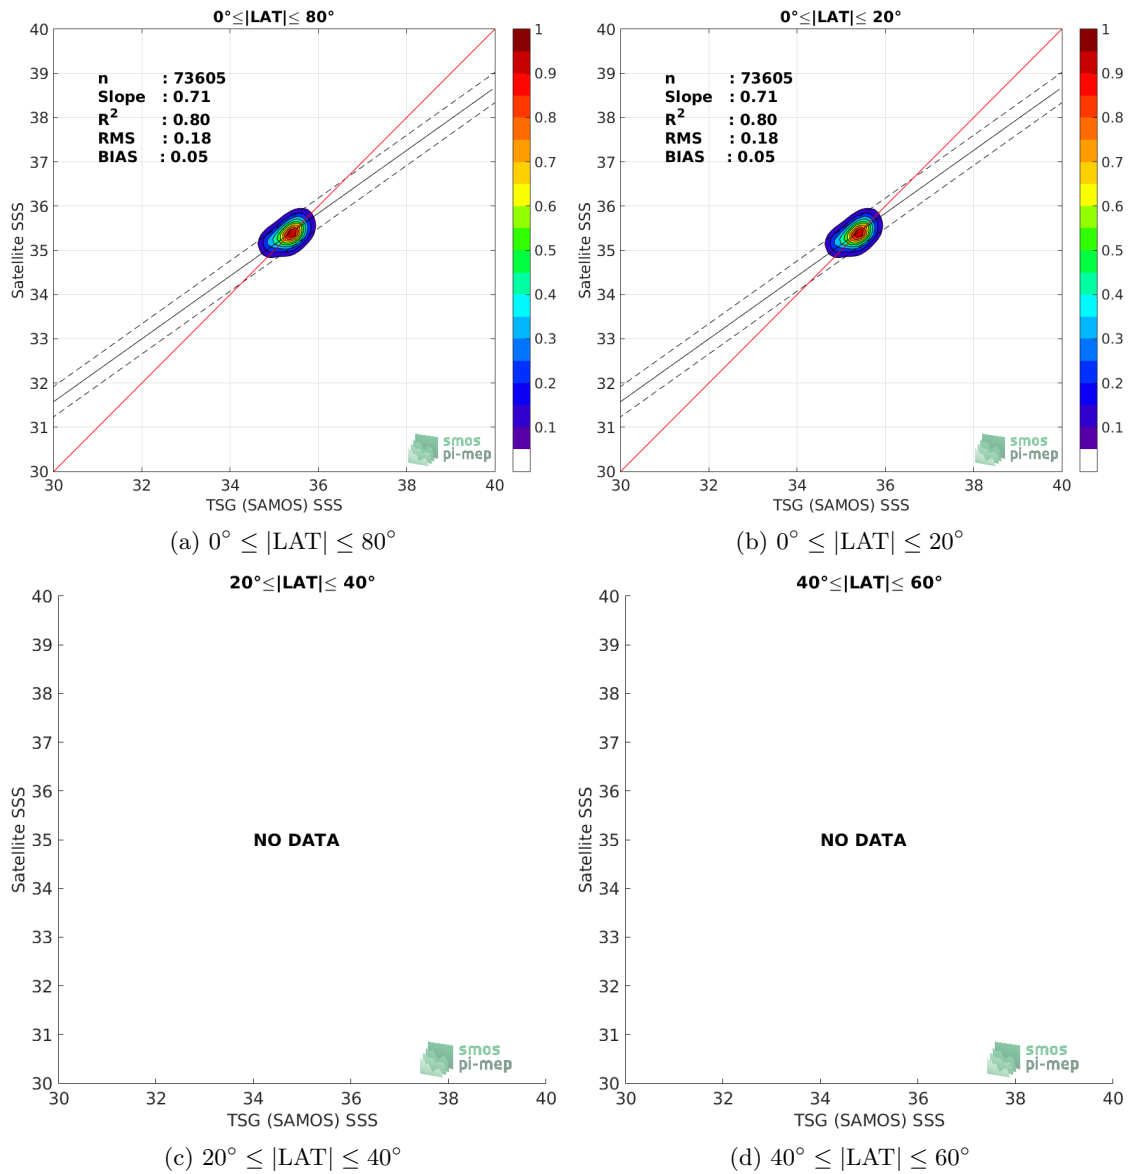 0°≤|LAT|≤ 80°
40
39
38
37
36
35
34
33
32
31
30
Satellite SSS
n : 73605
Slope : 0.71
R² : 0.80
RMS : 0.18
BIAS : 0.05
smos
pi-mep
30 32 34 36 38 40
TSG (SAMOS) SSS
1
0.9
0.8
0.7
0.6
0.5
0.4
0.3
0.2
0.1
(a) 0° ≤ |LAT| ≤ 80°
0°≤|LAT|≤ 20°
40
39
38
37
36
35
34
33
32
31
30
Satellite SSS
n : 73605
Slope : 0.71
R² : 0.80
RMS : 0.18
BIAS : 0.05
smos
pi-mep
30 32 34 36 38 40
TSG (SAMOS) SSS
1
0.9
0.8
0.7
0.6
0.5
0.4
0.3
0.2
0.1
(b) 0° ≤ |LAT| ≤ 20°
20°≤|LAT|≤ 40°
40
39
38
37
36
35
34
33
32
31
30
Satellite SSS
NO DATA
smos
pi-mep
30 32 34 36 38 40
TSG (SAMOS) SSS
(c) 20° ≤ |LAT| ≤ 40°
40°≤|LAT|≤ 60°
40
39
38
37
36
35
34
33
32
31
30
Satellite SSS
NO DATA
smos
pi-mep
30 32 34 36 38 40
TSG (SAMOS) SSS
(d) 40° ≤ |LAT| ≤ 60°